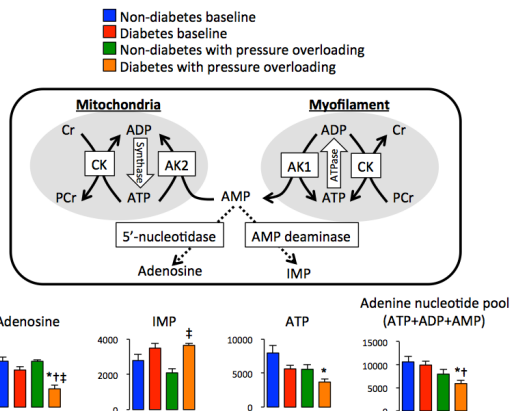 Non-diabetes baseline
Diabetes baseline
Non-diabetes with pressure overloading
Diabetes with pressure overloading
Mitochondria
Myofilament
Cr
ADP
ADP
Cr
CK
Synthase
AK2
AK1
ATPase
CK
PCr
ATP
AMP
ATP
PCr
5’-nucleotidase
AMP deaminase
Adenosine
IMP
Adenine nucleotide pool
(ATP+ADP+AMP)
Adenosine
IMP
ATP
‡
4000
2000
0
10000
5000
0
15000
10000
5000
0
*†‡
*
*†